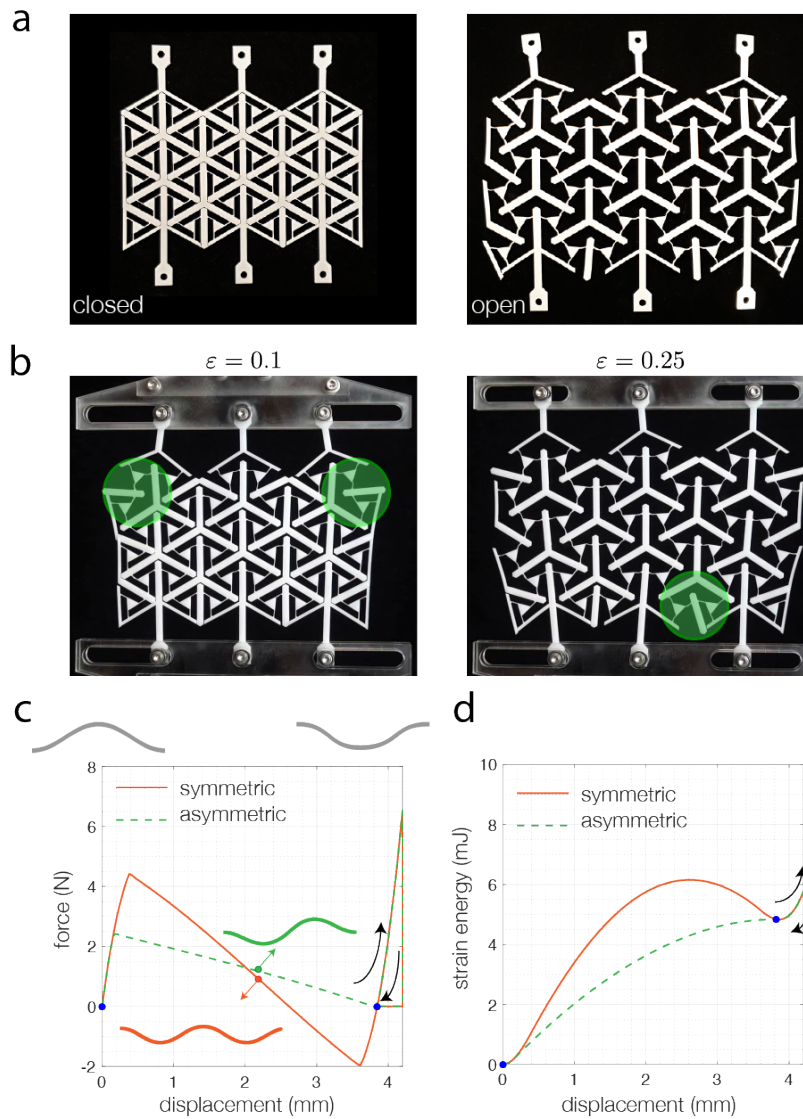 a
closed
open
b
ε = 0.1
ε = 0.25
c
d
8
6
4
2
0
-2
force (N)
symmetric
asymmetric
0
1
2
3
4
displacement (mm)
10
8
6
4
2
0
strain energy (mJ)
symmetric
asymmetric
0
1
2
3
4
displacement (mm)